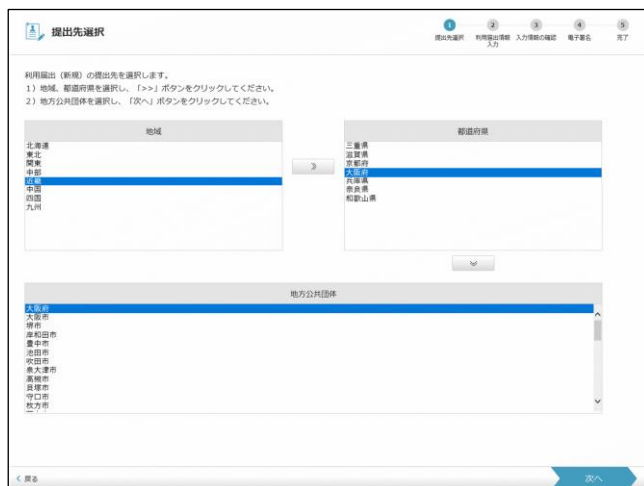 提出先選択
1 2 3 4 5
提出先選択 利用届出情報入力 入力情報の確認 電子署名 完了
利用届出（新規）の提出先を選択します。
１）地域、都道府県を選択し、「>>」ボタンをクリックしてください。
２）地方公共団体を選択し、「次へ」ボタンをクリックしてください。
地域
北海道
東北
関東
中部
近畿
中国
四国
九州
都道府県
三重県
滋賀県
京都府
大阪府
兵庫県
奈良県
和歌山県
地方公共団体
大阪府
大阪市
堺市
岸和田市
豊中市
池田市
吹田市
泉大津市
高槻市
貝塚市
守口市
枚方市
戻る
次へ